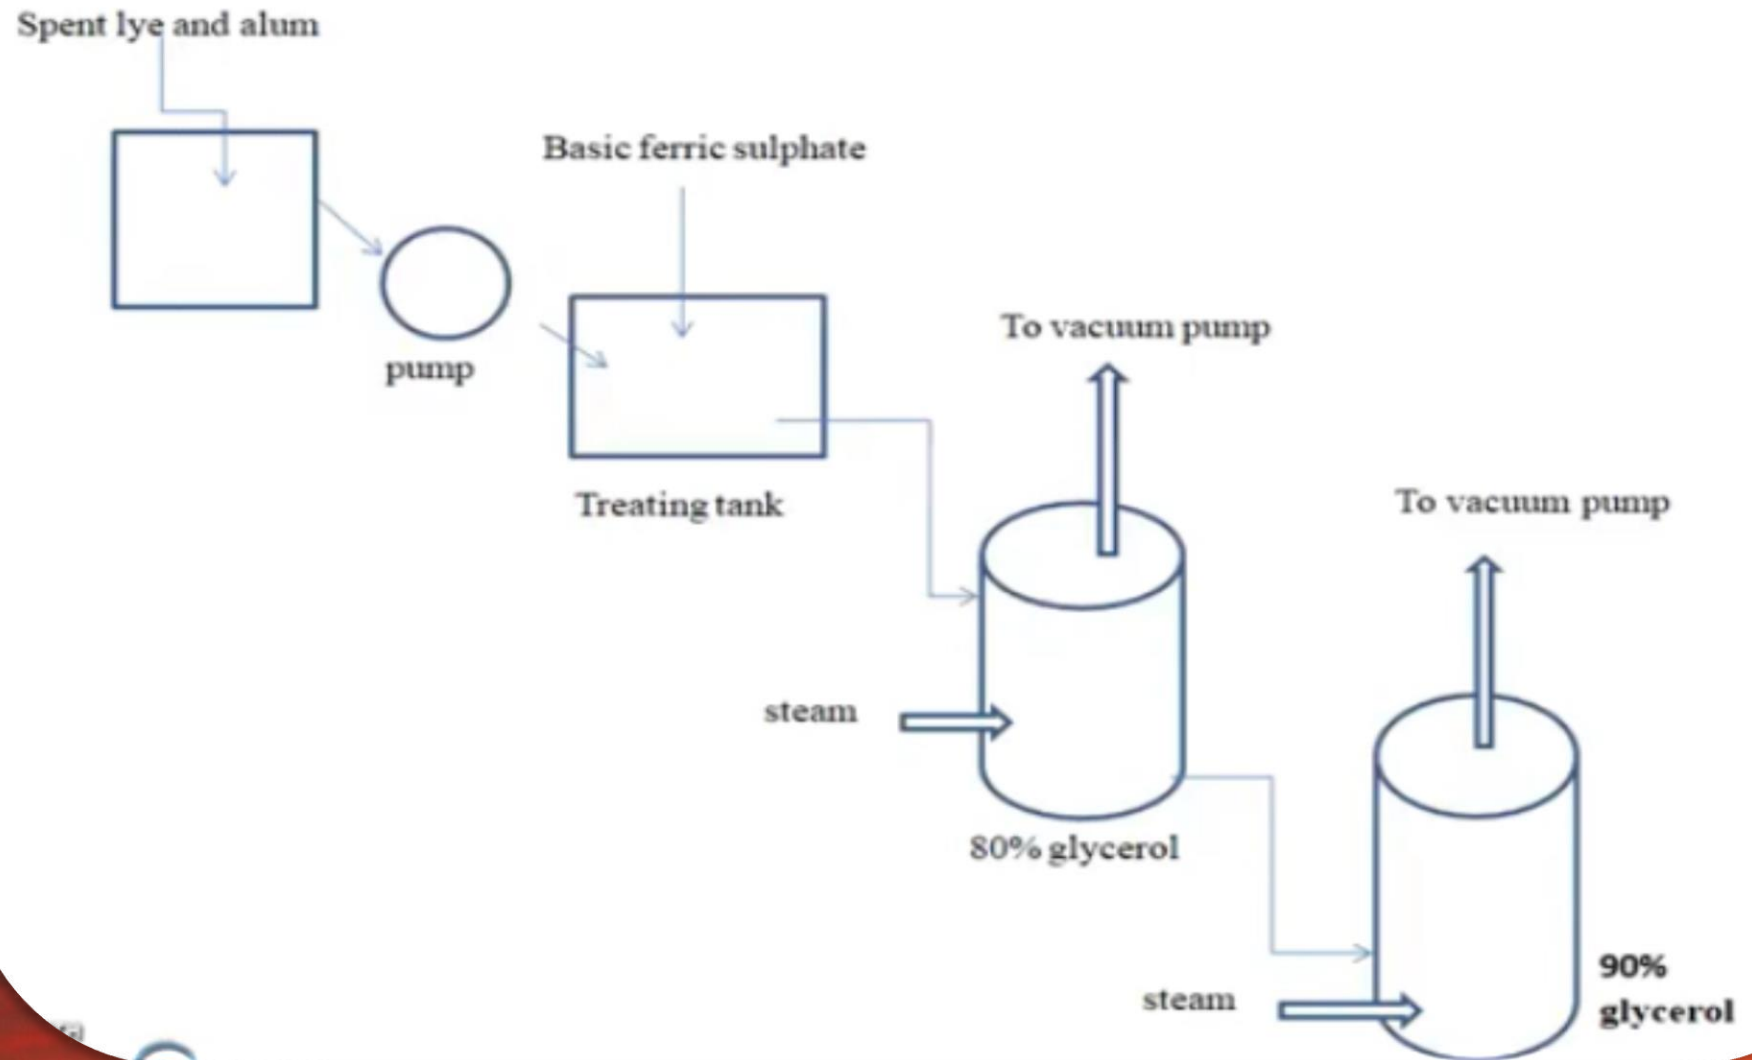 Spent lye and alum
Basic ferric sulphate
pump
To vacuum pump
Treating tank
To vacuum pump
steam
80% glycerol
90%
glycerol
steam